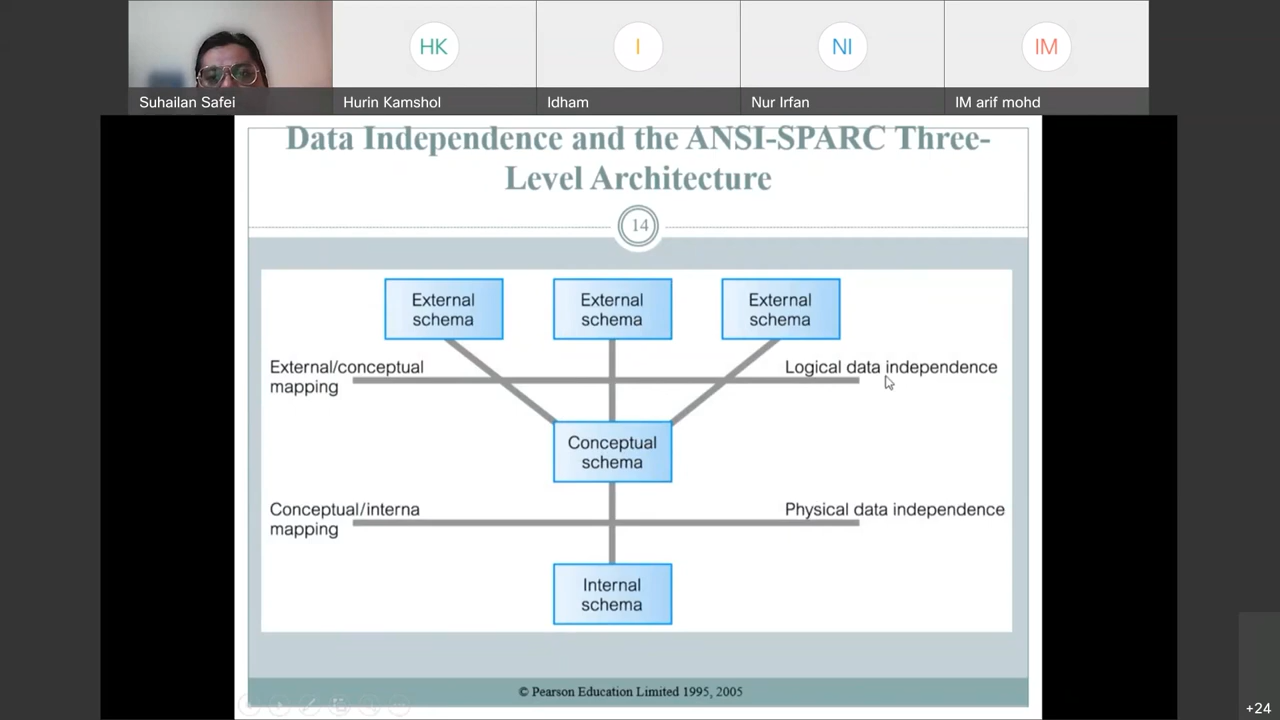 HK
I
NI
IM
Suhailan Safei
Hurin Kamshol
Idham
Nur Irfan
IM arif mohd
Data Independence and the ANSI-SPARC Three-
Level Architecture
14
External
schema
External
schema
External
schema
External/conceptual
mapping
Logical data independence
Conceptual
schema
Conceptual/interna
mapping
Physical data independence
Internal
schema
© Pearson Education Limited 1995, 2005
+24